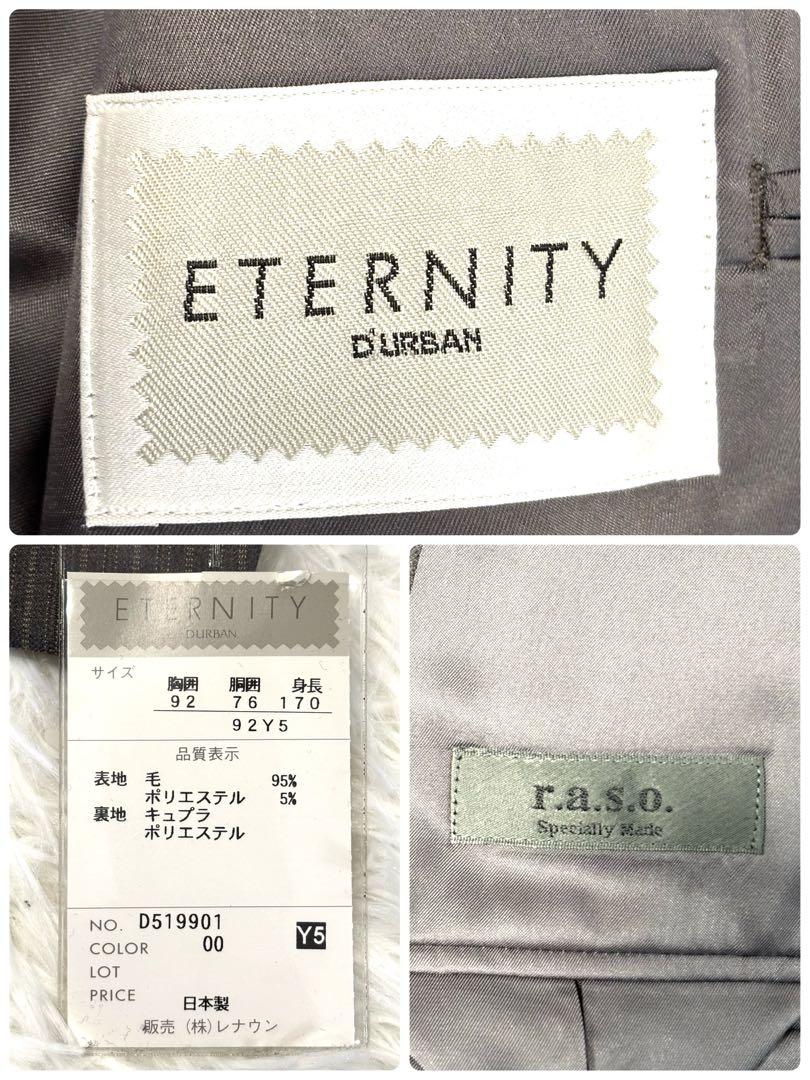 ETERNITY
D'URBAN
ETERNITY
D'URBAN
サイズ
胸囲 胴囲 身長
92 76 170
92Y5
品質表示
表地 毛 95%
ポリエステル 5%
裏地 キュプラ
ポリエステル
NO. D519901
COLOR 00
Y5
LOT
PRICE
日本製
販売 (株)レナウン
r.a.s.o.
Specially Made